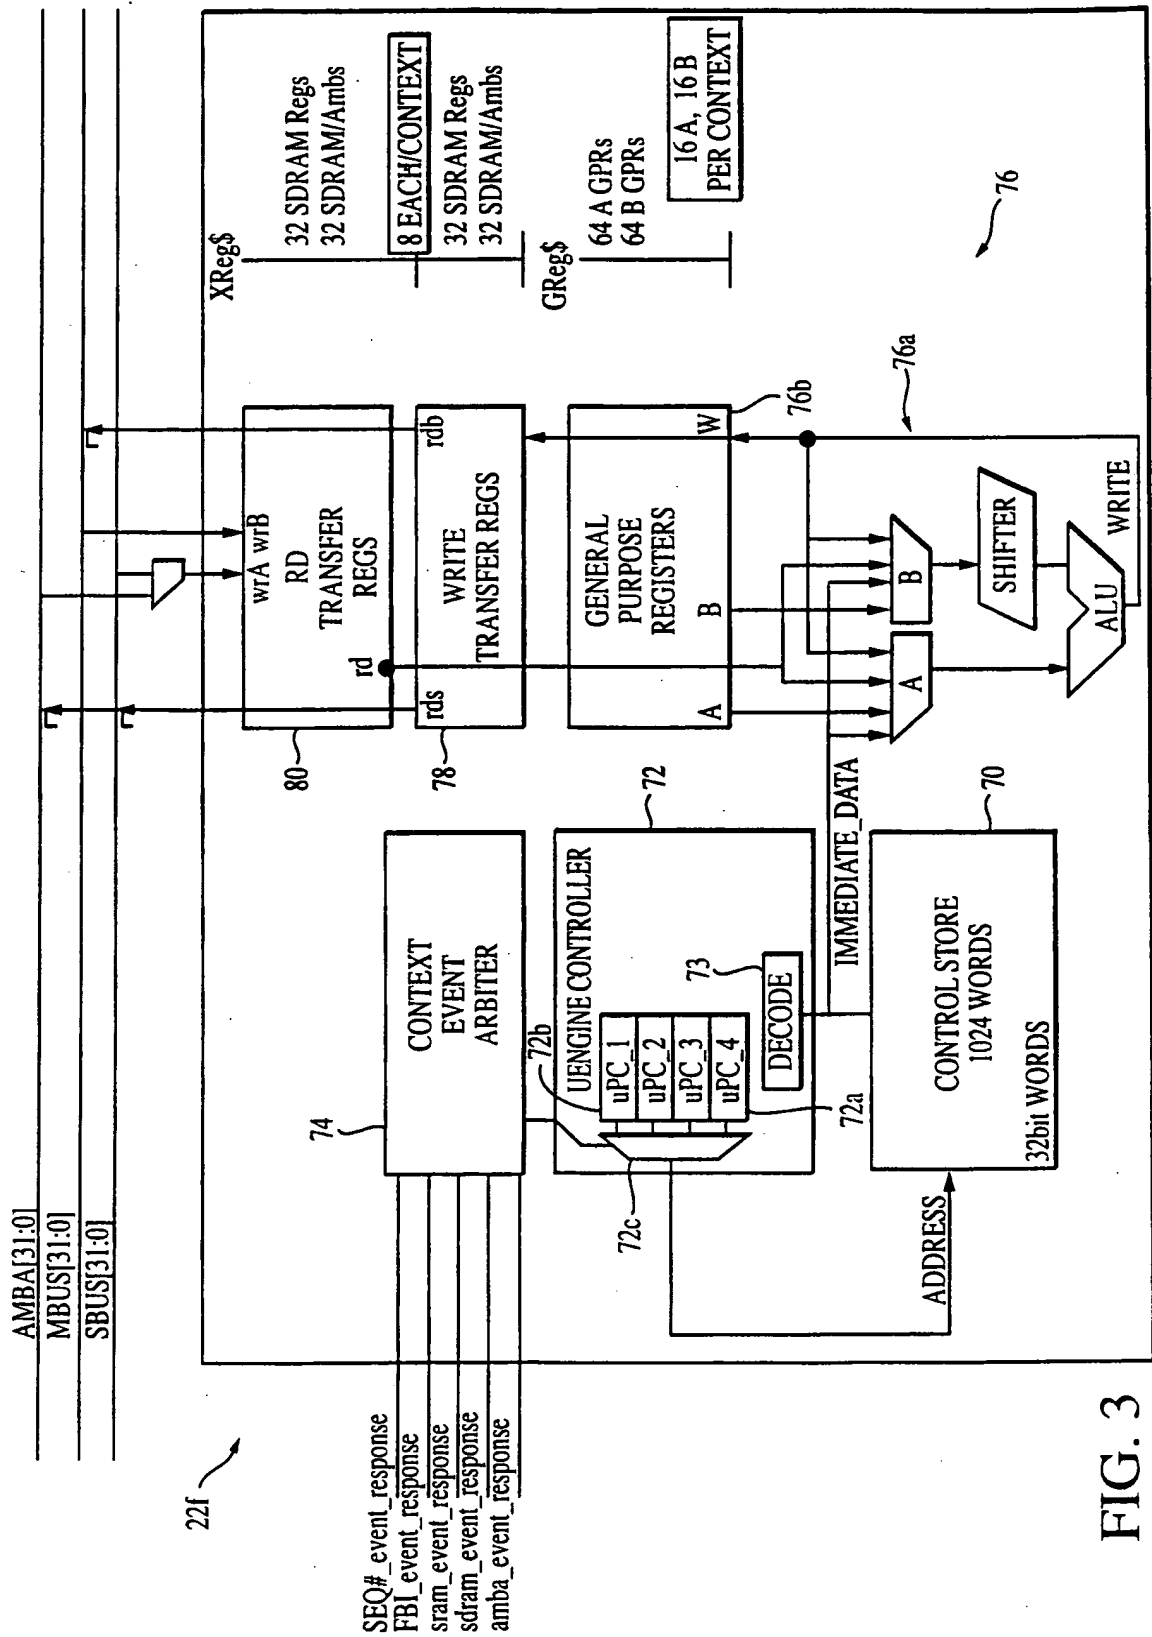 AMBA[31:0]
MBUS[31:0]
SBUS[31:0]
22f
SEQ#_event_response
FBI_event_response
sram_event_response
sdram_event_response
amba_event_response
74
CONTEXT
EVENT
ARBITER
72
UENGINE CONTROLLER
72b
uPC_1
uPC_2
uPC_3
uPC_4
72a
72c
73
DECODE
IMMEDIATE_DATA
ADDRESS
70
CONTROL STORE
1024 WORDS
32bit WORDS
80
wrA wrB
RD
TRANSFER
REGS
rd
78
rds
rdb
WRITE
TRANSFER REGS
GENERAL
PURPOSE
REGISTERS
A
B
W
76b
76a
A
B
SHIFTER
ALU
WRITE
XReg$
32 SDRAM Regs
32 SDRAM/Ambs
8 EACH/CONTEXT
32 SDRAM Regs
32 SDRAM/Ambs
GReg$
64 A GPRs
64 B GPRs
16 A, 16 B
PER CONTEXT
76
FIG. 3